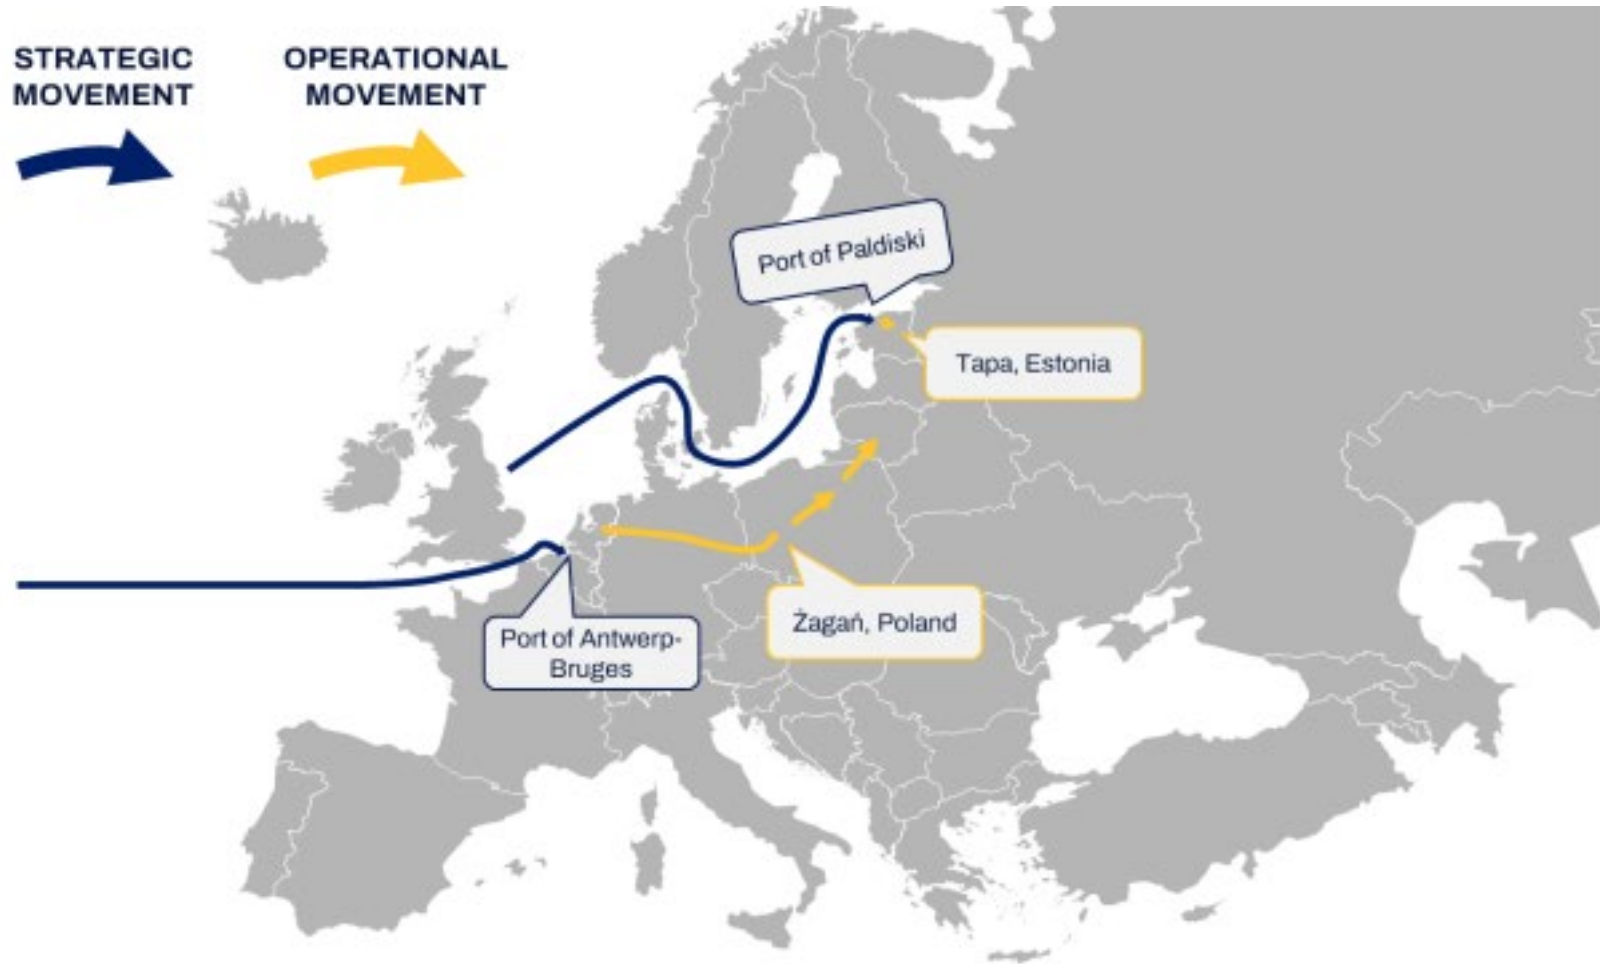 STRATEGIC
MOVEMENT
OPERATIONAL
MOVEMENT
Port of Paldiski
Tapa, Estonia
Żagań, Poland
Port of Antwerp-
Bruges